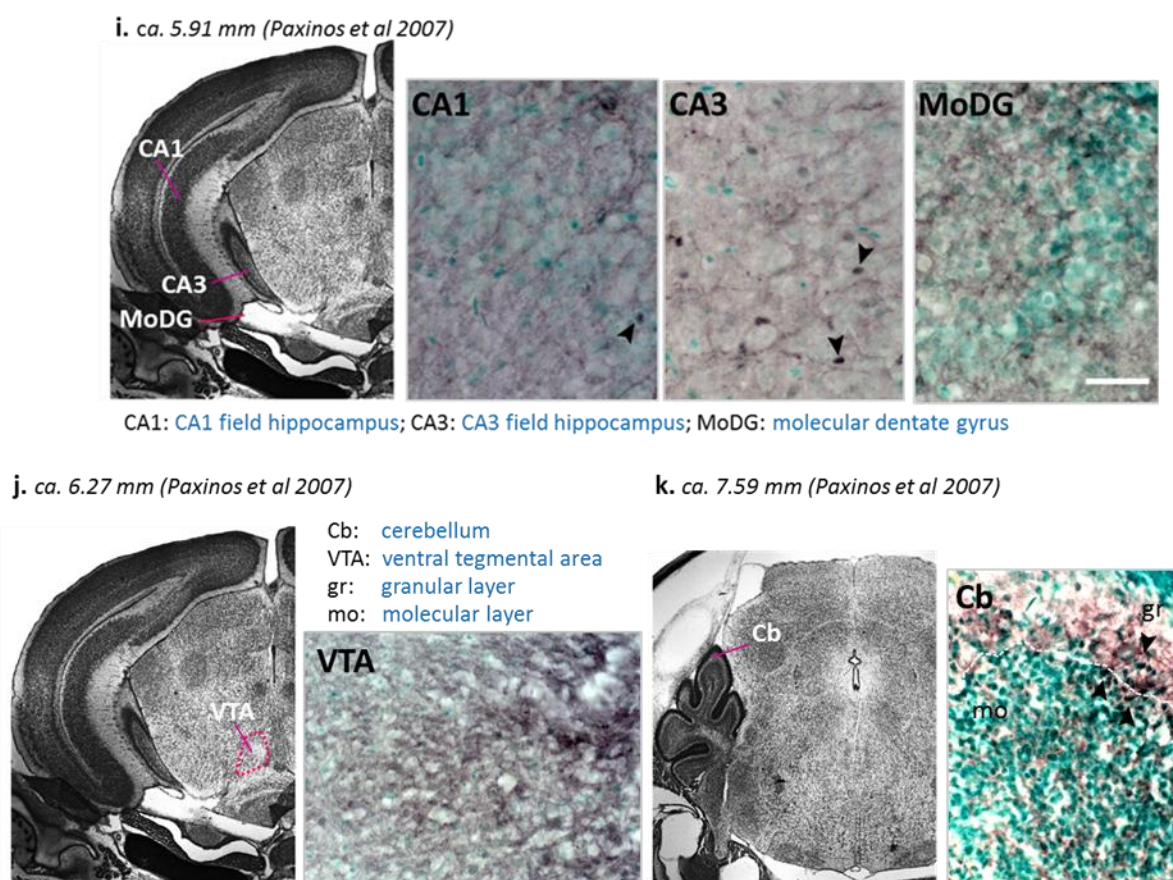 i. ca. 5.91 mm (Paxinos et al 2007)
CA1
CA3
MoDG
CA1
CA3
MoDG
CA1: CA1 field hippocampus; CA3: CA3 field hippocampus; MoDG: molecular dentate gyrus
j. ca. 6.27 mm (Paxinos et al 2007)
VTA
Cb: cerebellum
VTA: ventral tegmental area
gr: granular layer
mo: molecular layer
VTA
k. ca. 7.59 mm (Paxinos et al 2007)
Cb
Cb
gr
mo